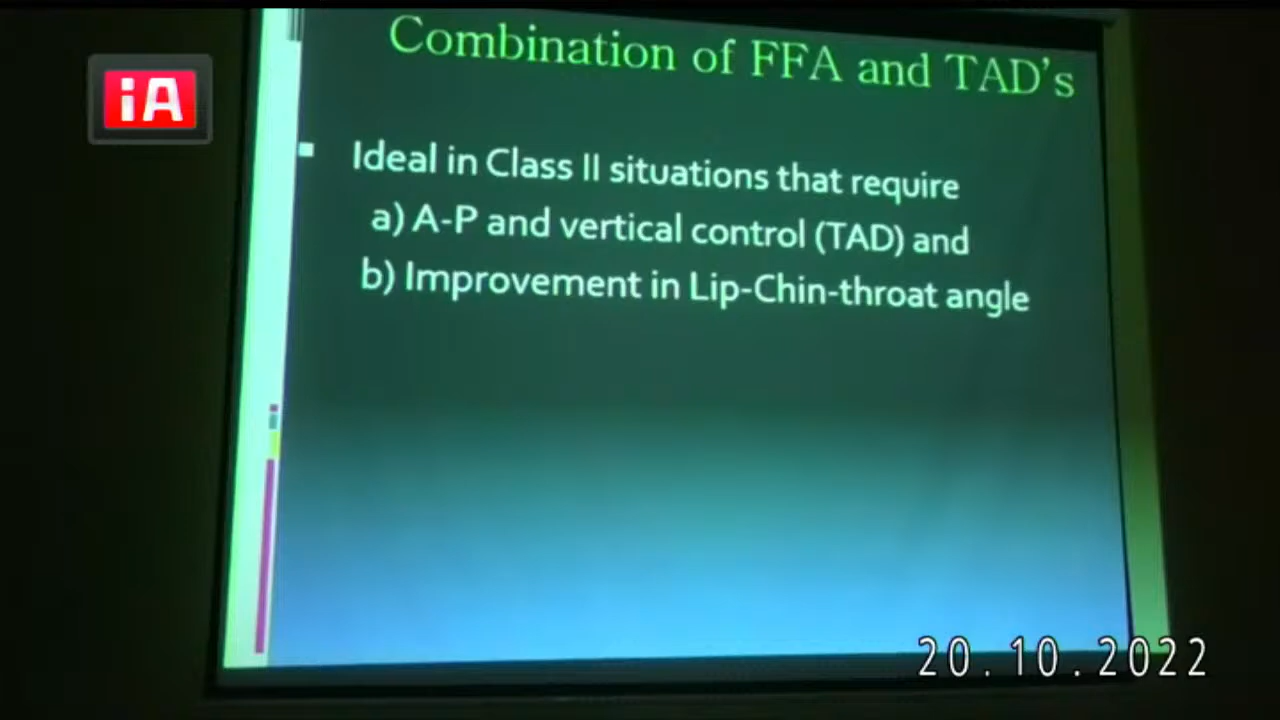 iA
Combination of FFA and TAD's
Ideal in Class II situations that require
a) A-P and vertical control (TAD) and
b) Improvement in Lip-Chin-throat angle
20.10.2022